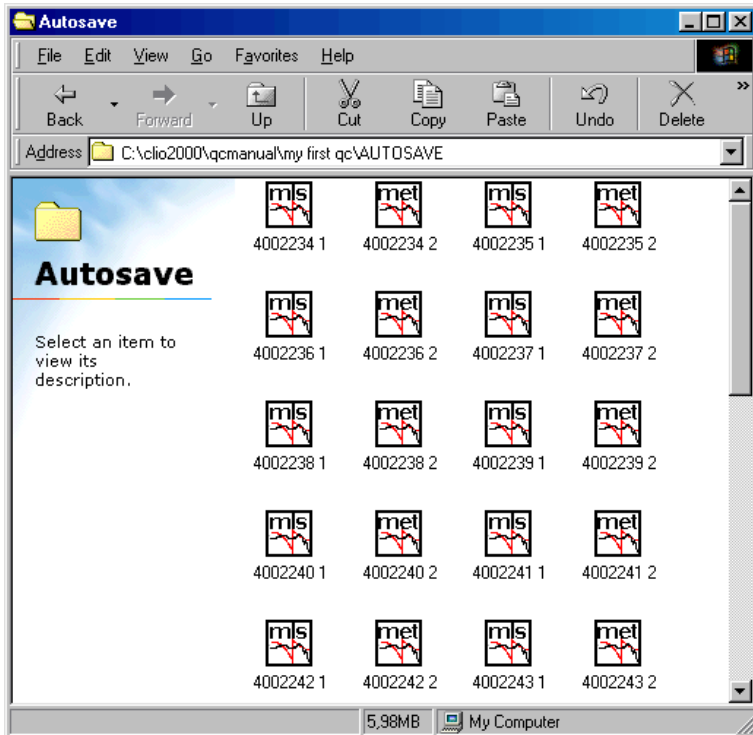 Autosave
File Edit View Go Favorites Help
Back Forward Up Cut Copy Paste Undo Delete »
Address C:\clio2000\qcmanual\my first qc\AUTOSAVE
Autosave
Select an item to
view its
description.
mls met mls met
4002234 1 4002234 2 4002235 1 4002235 2
mls met mls met
4002236 1 4002236 2 4002237 1 4002237 2
mls met mls met
4002238 1 4002238 2 4002239 1 4002239 2
mls met mls met
4002240 1 4002240 2 4002241 1 4002241 2
mls met mls met
4002242 1 4002242 2 4002243 1 4002243 2
5,98MB My Computer